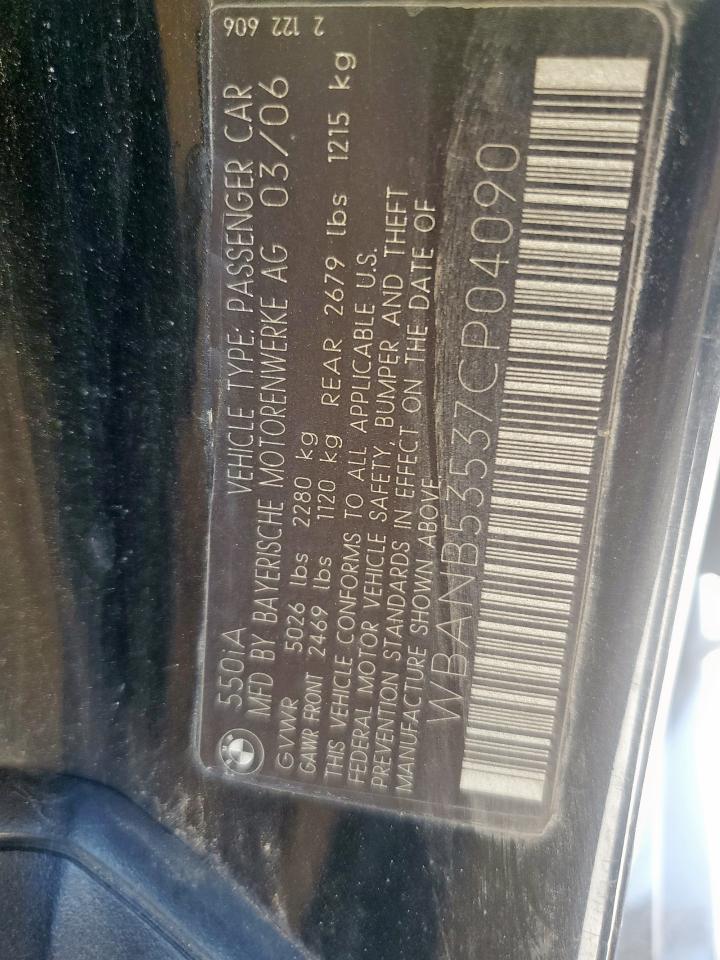 2 122 606
550iA VEHICLE TYPE: PASSENGER CAR
MFD BY BAYERISCHE MOTORENWERKE AG 03/06
GVWR 5026 lbs 2280 kg
GAWR FRONT 2469 lbs 1120 kg REAR 2679 lbs 1215 kg
THIS VEHICLE CONFORMS TO ALL APPLICABLE U.S.
FEDERAL MOTOR VEHICLE SAFETY, BUMPER AND THEFT
PREVENTION STANDARDS IN EFFECT ON THE DATE OF
MANUFACTURE SHOWN ABOVE
WBANB53537CP04090